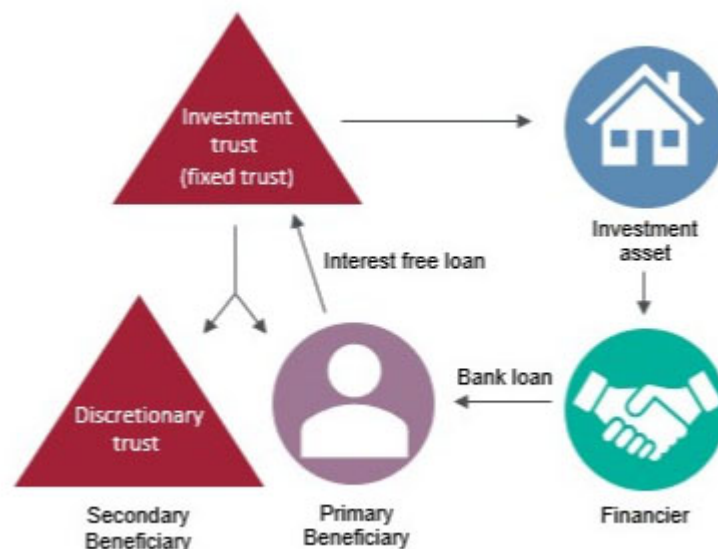 Investment
trust
(fixed trust)
Investment
asset
Interest free loan
Bank loan
Discretionary
trust
Secondary
Beneficiary
Primary
Beneficiary
Financier